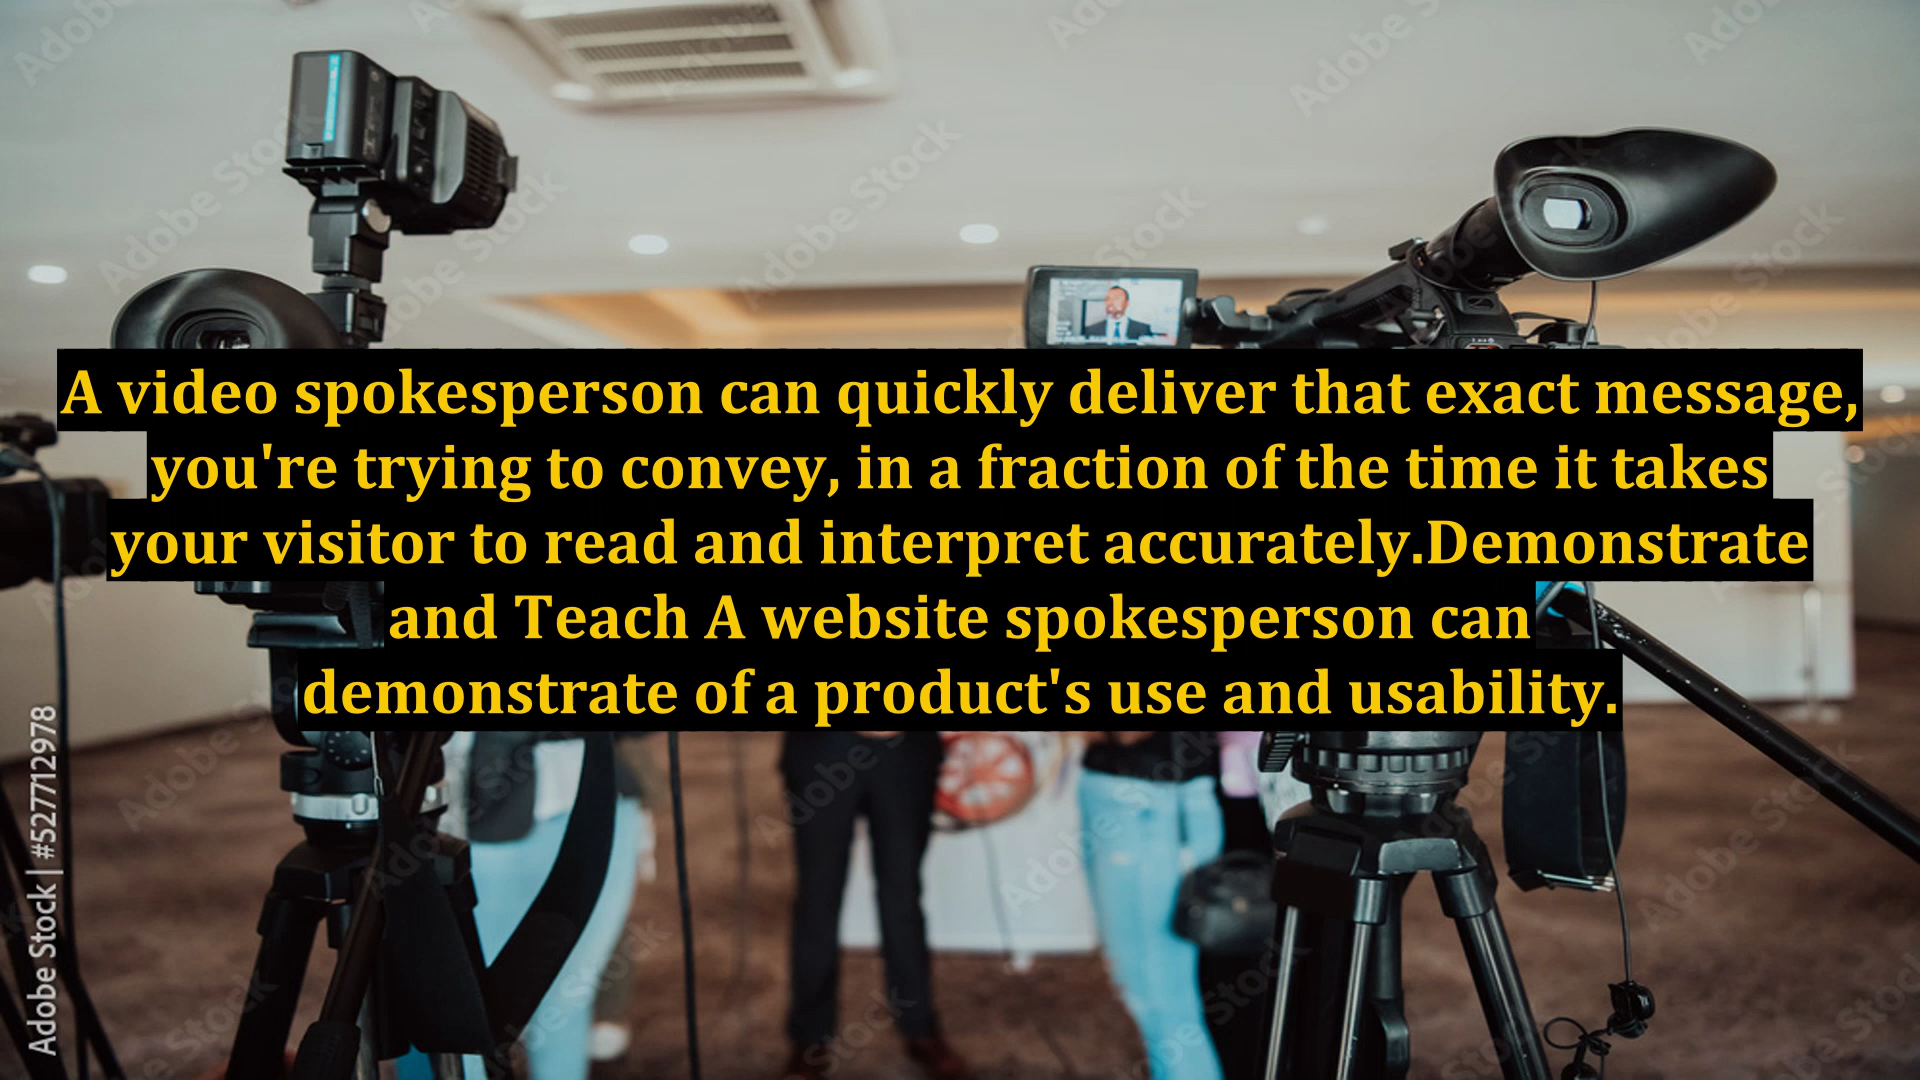 A video spokesperson can quickly deliver that exact message,
you're trying to convey, in a fraction of the time it takes
your visitor to read and interpret accurately.Demonstrate
and Teach A website spokesperson can
demonstrate of a product's use and usability.
Adobe Stock | #527712978